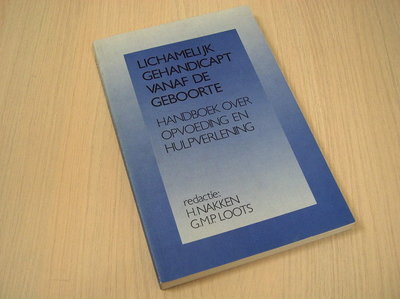 LICHAMELIJK
GEHANDICAPT
VANAF DE
GEBOORTE
HANDBOEK OVER
OPVOEDING EN
HULPVERLENING
redactie:
H. NAKKEN
G.M.P. LOOTS